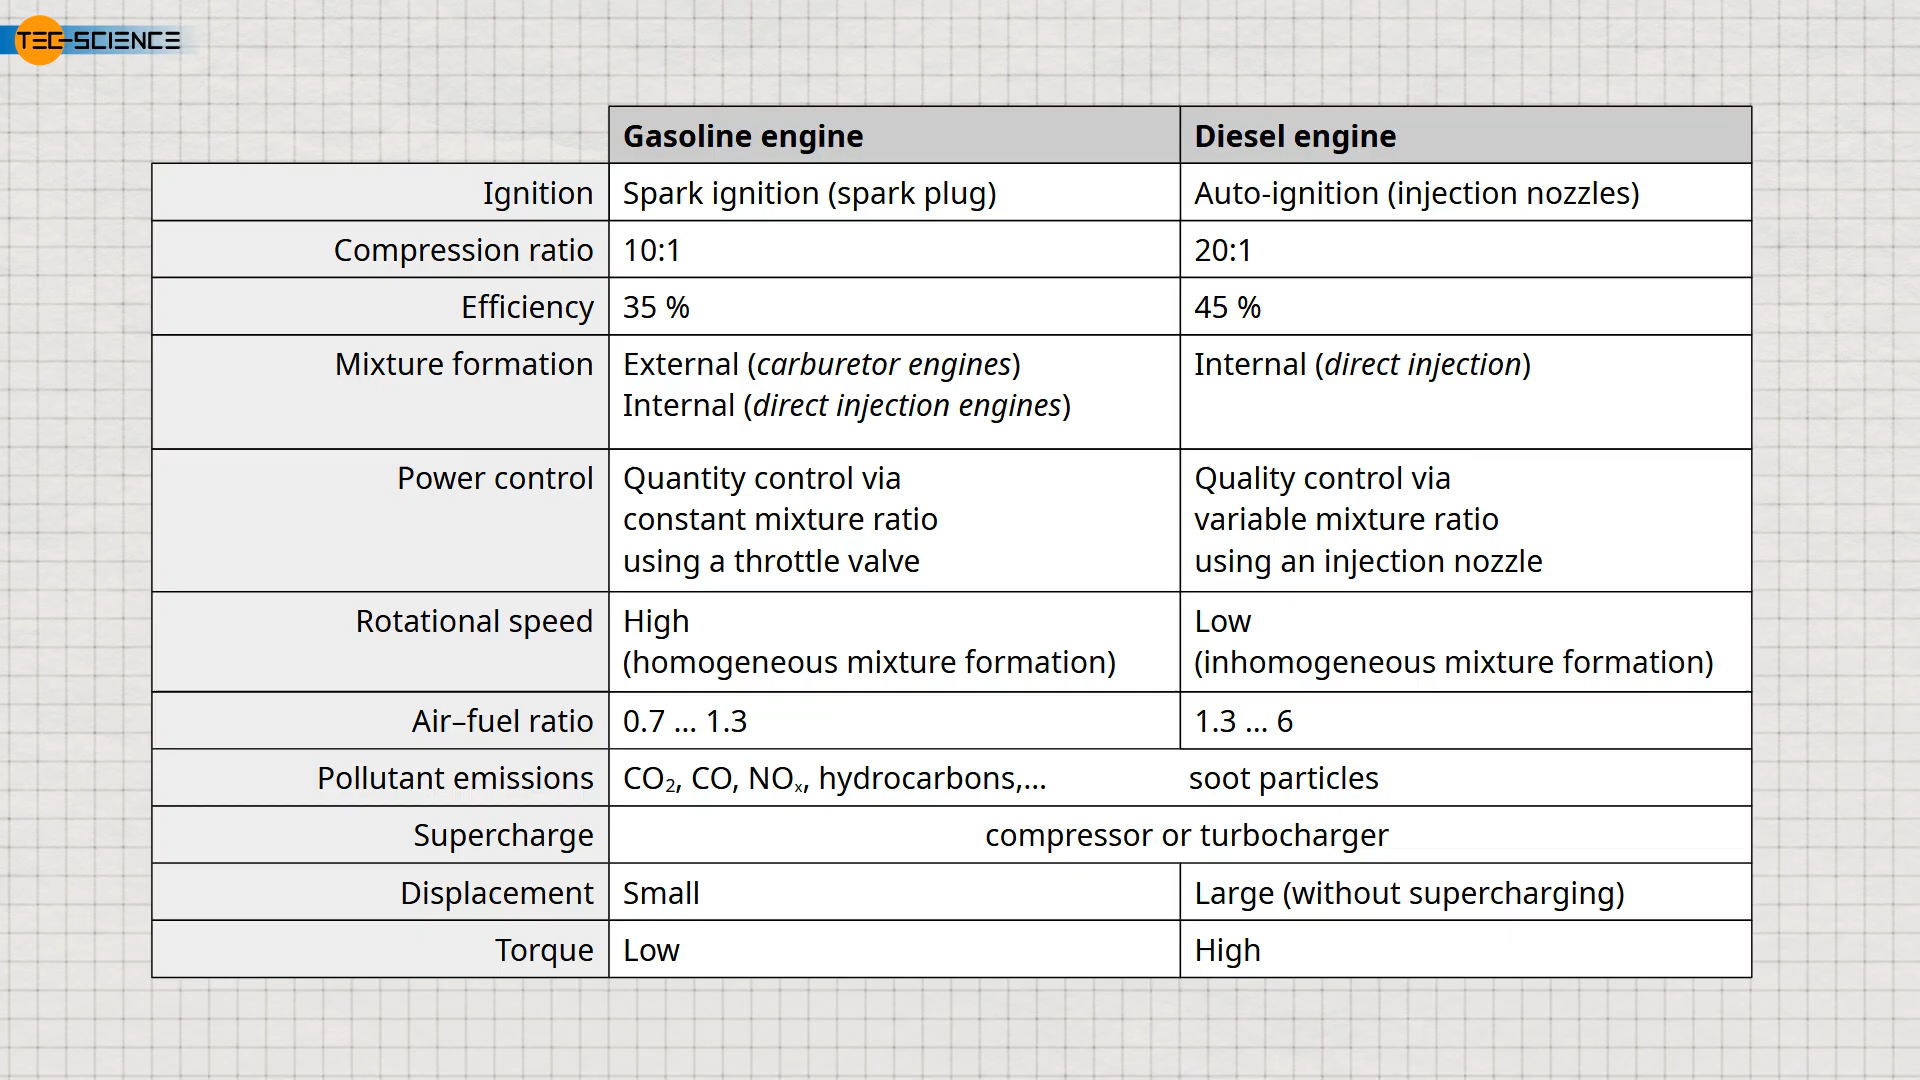 TEC-SCIENCE
Gasoline engine Diesel engine
Ignition Spark ignition (spark plug) Auto-ignition (injection nozzles)
Compression ratio 10:1 20:1
Efficiency 35 % 45 %
Mixture formation External (carburetor engines) Internal (direct injection)
Internal (direct injection engines)
Power control Quantity control via Quality control via
constant mixture ratio variable mixture ratio
using a throttle valve using an injection nozzle
Rotational speed High Low
(homogeneous mixture formation) (inhomogeneous mixture formation)
Air–fuel ratio 0.7 ... 1.3 1.3 ... 6
Pollutant emissions CO₂, CO, NOₓ, hydrocarbons,... soot particles
Supercharge compressor or turbocharger
Displacement Small Large (without supercharging)
Torque Low High